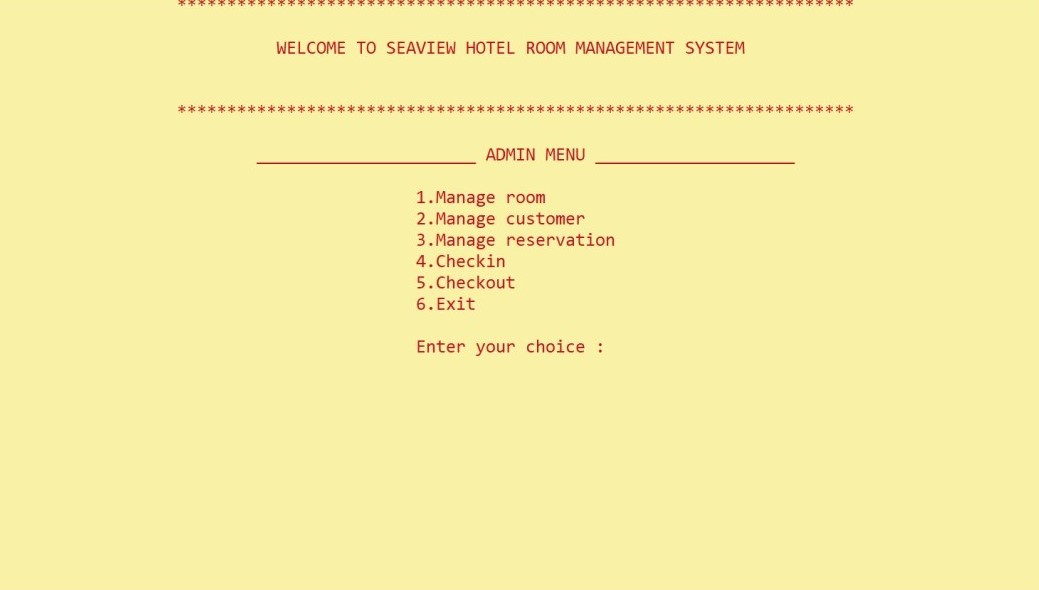 ********************************************************************
WELCOME TO SEAVIEW HOTEL ROOM MANAGEMENT SYSTEM
********************************************************************
______________________ ADMIN MENU ____________________
1.Manage room
2.Manage customer
3.Manage reservation
4.Checkin
5.Checkout
6.Exit
Enter your choice :